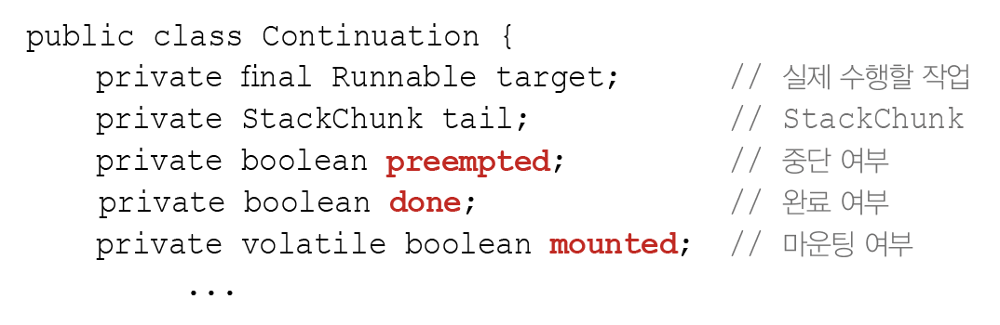 public class Continuation {
    private final Runnable target;      // 실제 수행할 작업
    private StackChunk tail;           // StackChunk
    private boolean preempted;         // 중단 여부
    private boolean done;              // 완료 여부
    private volatile boolean mounted;  // 마운팅 여부
         ...